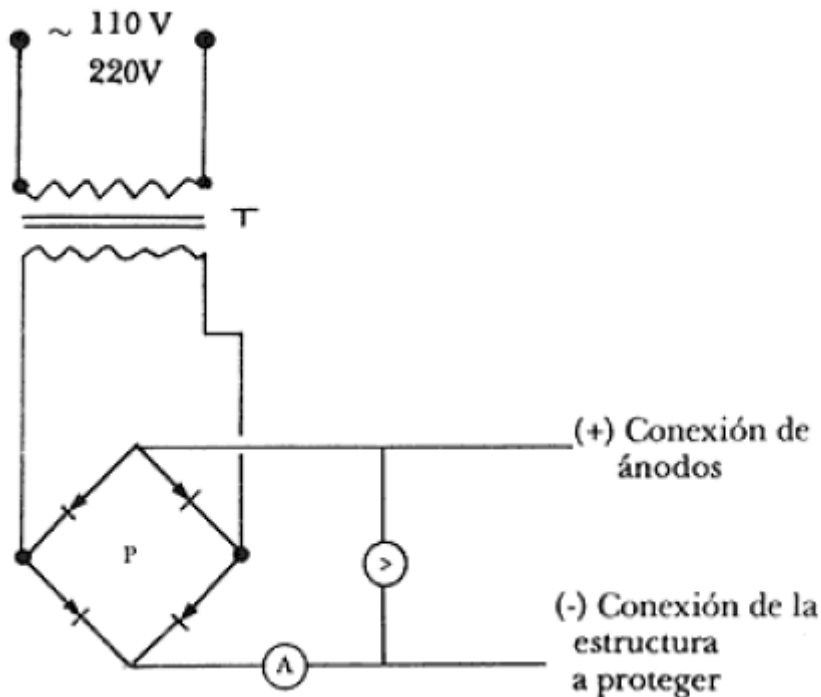 ~ 110 V
220V
T
(+) Conexión de
ánodos
P
V
(-) Conexión de la
estructura
A
a proteger